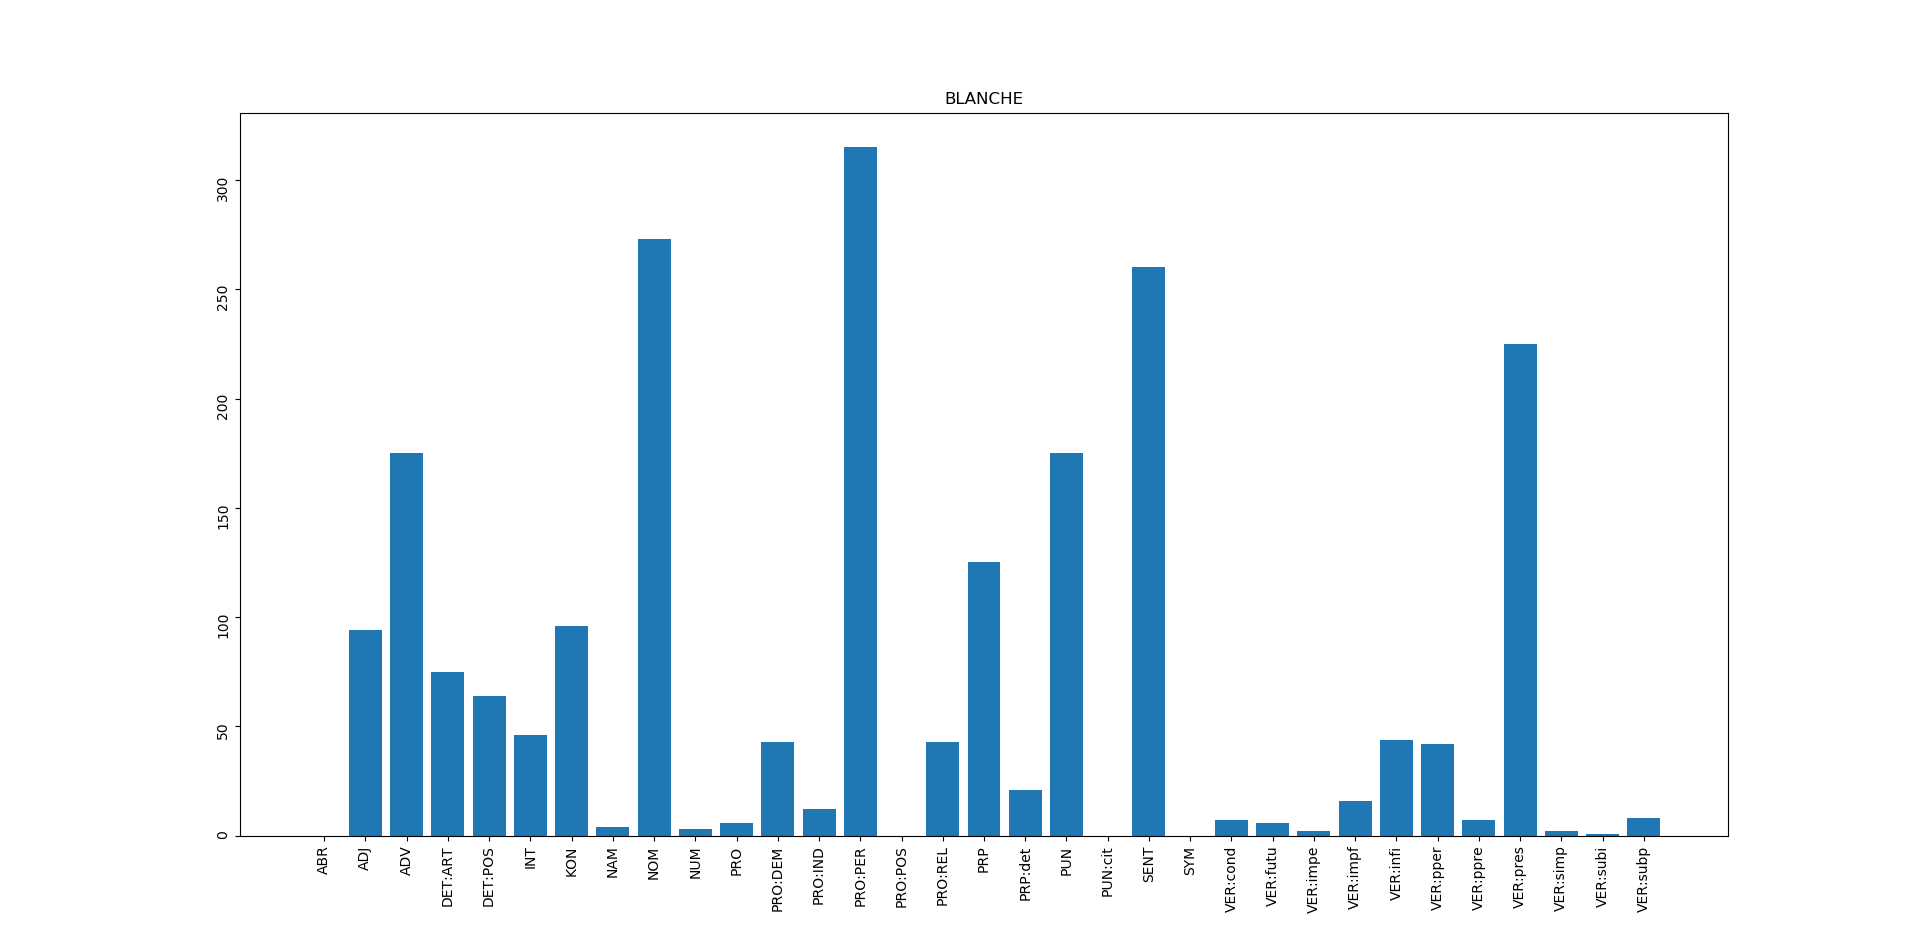 BLANCHE
300
250
200
150
100
50
0
ABR
ADJ
ADV
DET:ART
DET:POS
INT
KON
NAM
NOM
NUM
PRO
PRO:DEM
PRO:IND
PRO:PER
PRO:POS
PRO:REL
PRP
PRP:det
PUN
PUN:cit
SENT
SYM
VER:cond
VER:futu
VER:impe
VER:impf
VER:infi
VER:pper
VER:ppre
VER:pres
VER:simp
VER:subi
VER:subp